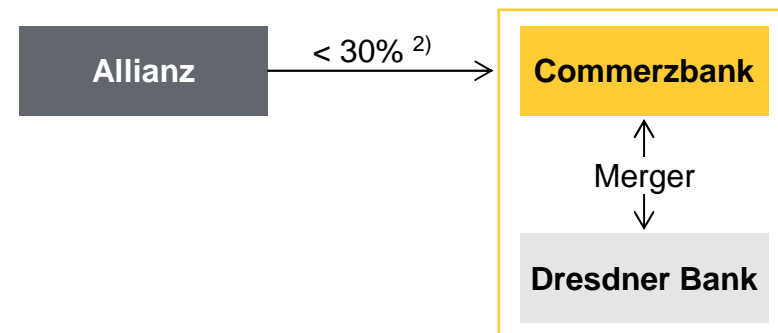 Allianz
< 30% 2)
Commerzbank
Merger
Dresdner Bank